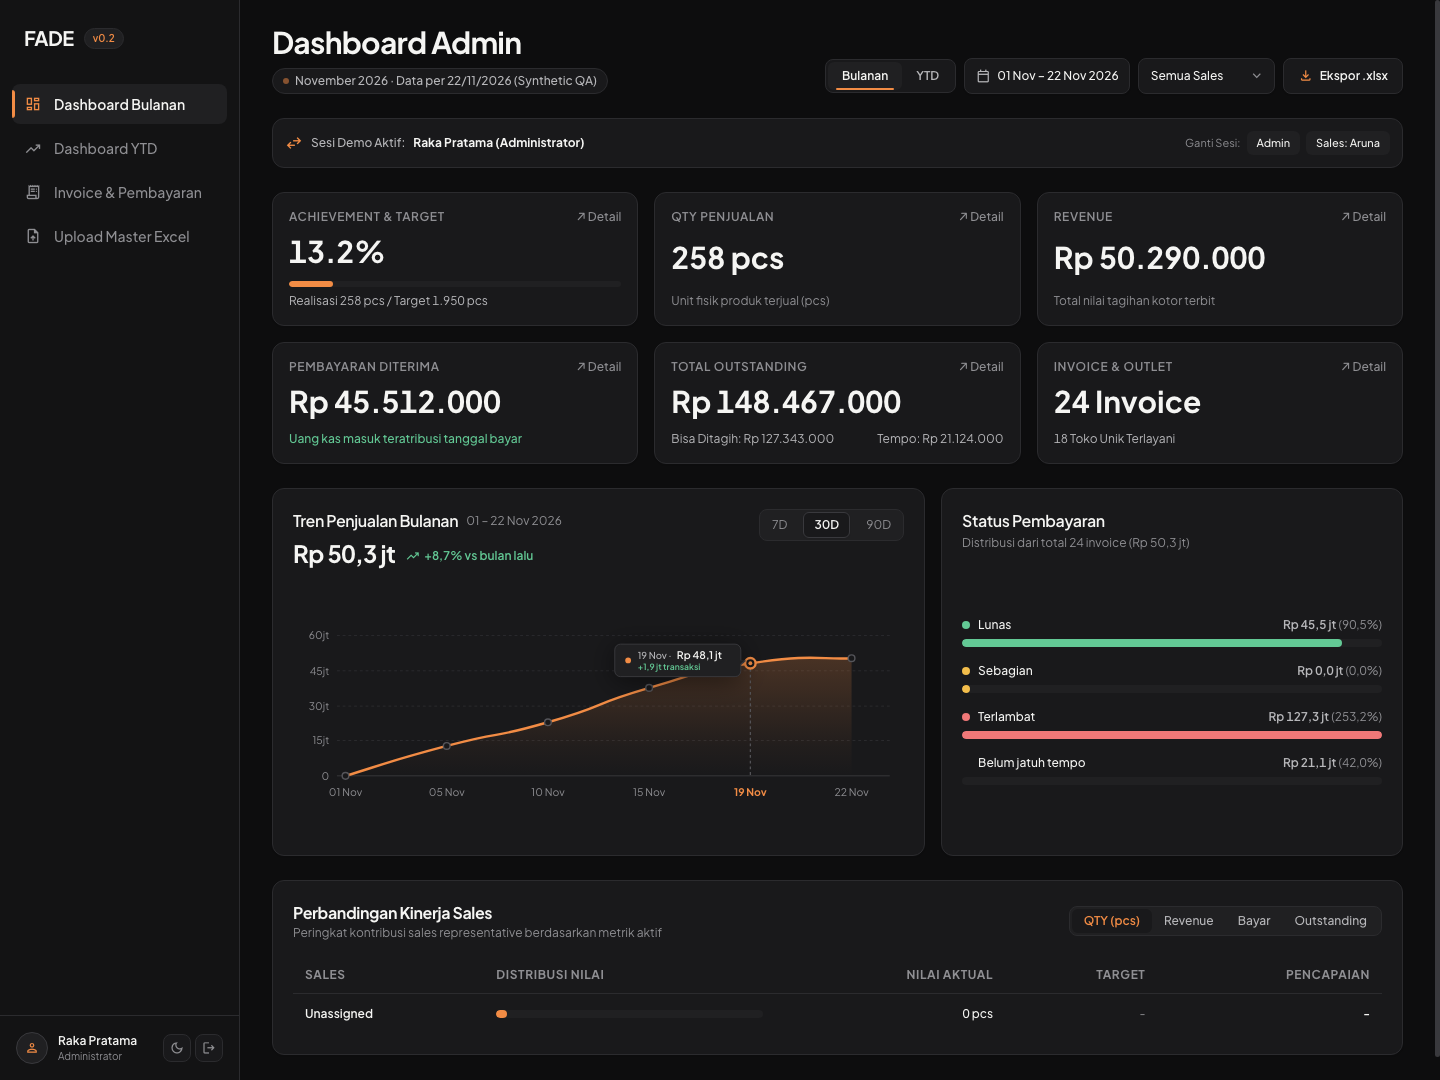 FADE v0.2
Dashboard Bulanan
Dashboard YTD
Invoice & Pembayaran
Upload Master Excel
Raka Pratama
Administrator
Dashboard Admin
November 2026 · Data per 22/11/2026 (Synthetic QA)
Bulanan YTD
01 Nov – 22 Nov 2026
Semua Sales
Ekspor .xlsx
Sesi Demo Aktif: Raka Pratama (Administrator)
Ganti Sesi: Admin Sales: Aruna
ACHIEVEMENT & TARGET Detail
13.2%
Realisasi 258 pcs / Target 1.950 pcs
QTY PENJUALAN Detail
258 pcs
Unit fisik produk terjual (pcs)
REVENUE Detail
Rp 50.290.000
Total nilai tagihan kotor terbit
PEMBAYARAN DITERIMA Detail
Rp 45.512.000
Uang kas masuk teratribusi tanggal bayar
TOTAL OUTSTANDING Detail
Rp 148.467.000
Bisa Ditagih: Rp 127.343.000 Tempo: Rp 21.124.000
INVOICE & OUTLET Detail
24 Invoice
18 Toko Unik Terlayani
Tren Penjualan Bulanan 01 – 22 Nov 2026
7D 30D 90D
Rp 50,3 jt +8,7% vs bulan lalu
60jt
45jt
30jt
15jt
0
19 Nov · Rp 48,1 jt
+1,9 jt transaksi
01 Nov 05 Nov 10 Nov 15 Nov 19 Nov 22 Nov
Status Pembayaran
Distribusi dari total 24 invoice (Rp 50,3 jt)
Lunas Rp 45,5 jt (90,5%)
Sebagian Rp 0,0 jt (0,0%)
Terlambat Rp 127,3 jt (253,2%)
Belum jatuh tempo Rp 21,1 jt (42,0%)
Perbandingan Kinerja Sales
Peringkat kontribusi sales representative berdasarkan metrik aktif
QTY (pcs) Revenue Bayar Outstanding
SALES DISTRIBUSI NILAI NILAI AKTUAL TARGET PENCAPAIAN
Unassigned 0 pcs - -